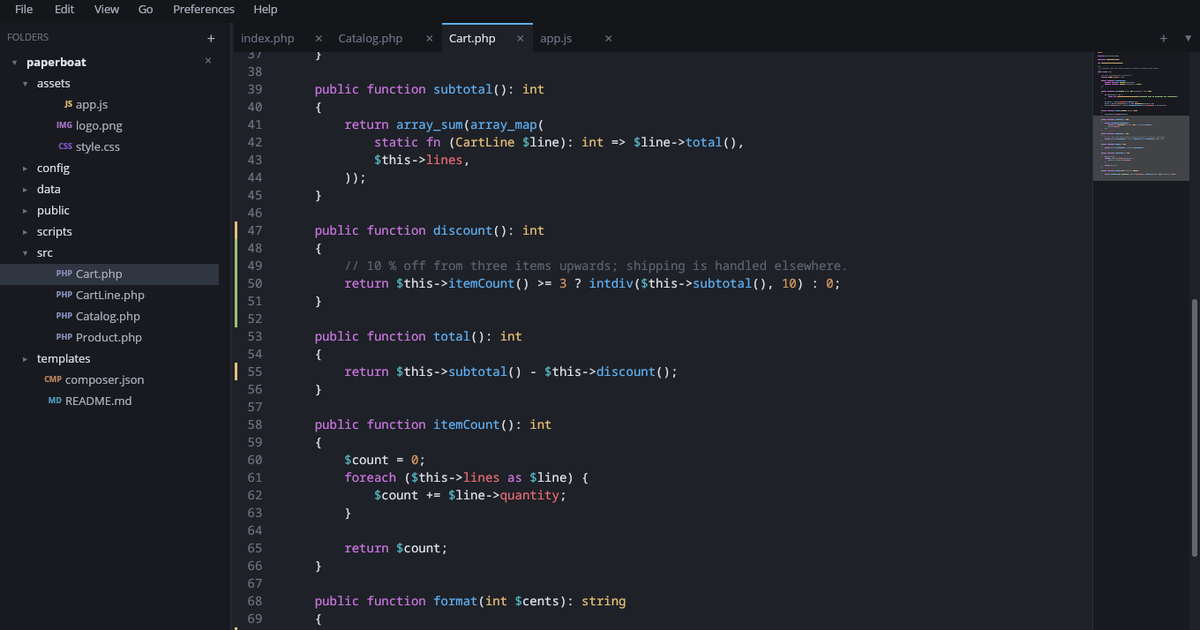 File Edit View Go Preferences Help
FOLDERS +
paperboat ×
assets
JS app.js
IMG logo.png
CSS style.css
config
data
public
scripts
src
PHP Cart.php
PHP CartLine.php
PHP Catalog.php
PHP Product.php
templates
CMP composer.json
MD README.md
index.php × Catalog.php × Cart.php × app.js × +
37 }
38
39 public function subtotal(): int
40 {
41 return array_sum(array_map(
42 static fn (CartLine $line): int => $line->total(),
43 $this->lines,
44 ));
45 }
46
47 public function discount(): int
48 {
49 // 10 % off from three items upwards; shipping is handled elsewhere.
50 return $this->itemCount() >= 3 ? intdiv($this->subtotal(), 10) : 0;
51 }
52
53 public function total(): int
54 {
55 return $this->subtotal() - $this->discount();
56 }
57
58 public function itemCount(): int
59 {
60 $count = 0;
61 foreach ($this->lines as $line) {
62 $count += $line->quantity;
63 }
64
65 return $count;
66 }
67
68 public function format(int $cents): string
69 {